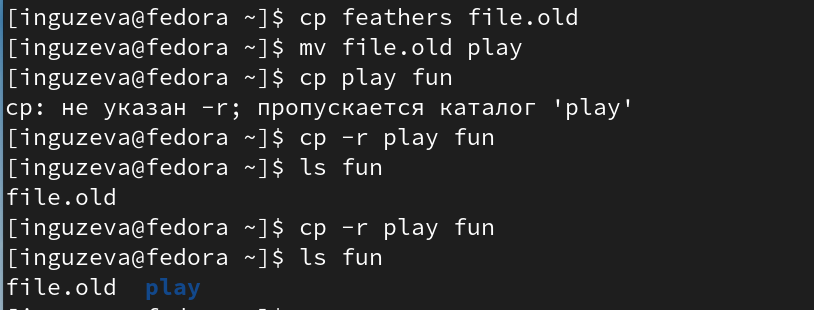 [inguzeva@fedora ~]$ cp feathers file.old
[inguzeva@fedora ~]$ mv file.old play
[inguzeva@fedora ~]$ cp play fun
cp: не указан -r; пропускается каталог 'play'
[inguzeva@fedora ~]$ cp -r play fun
[inguzeva@fedora ~]$ ls fun
file.old
[inguzeva@fedora ~]$ cp -r play fun
[inguzeva@fedora ~]$ ls fun
file.old  play